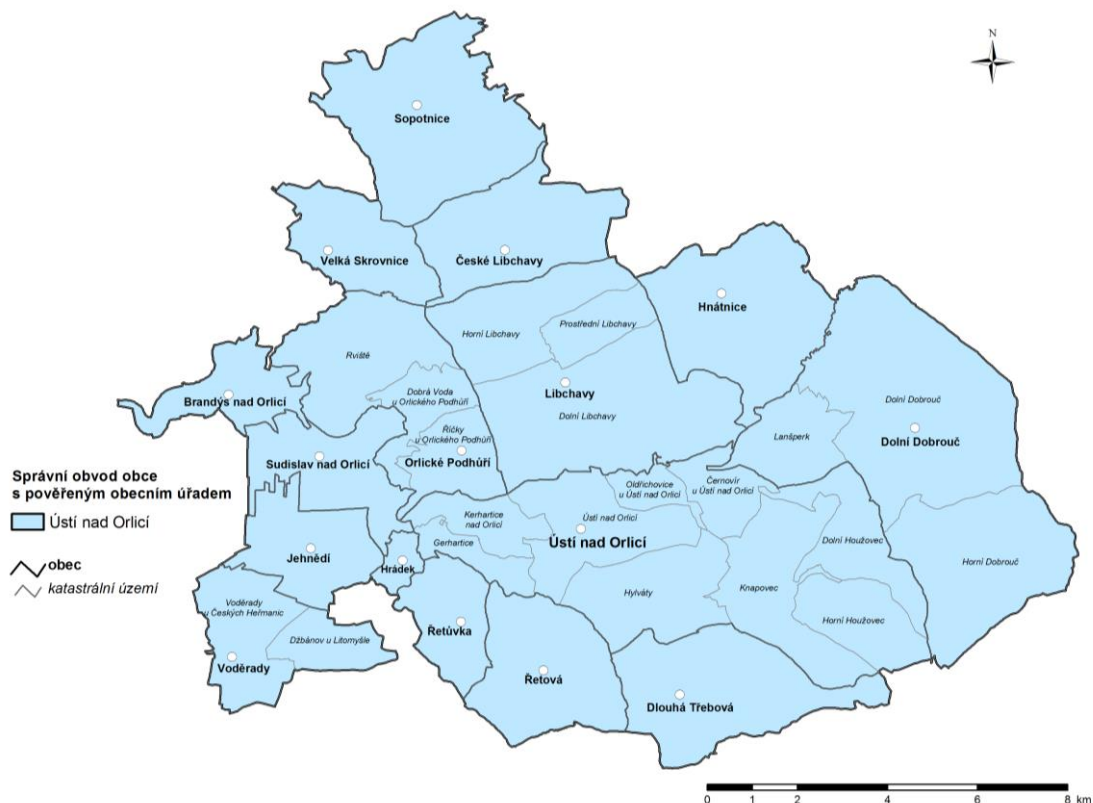 N
Sopotnice
Velká Skrovnice
České Libchavy
Hnátnice
Horní Libchavy
Prostřední Libchavy
Rviště
Dobrá Voda
u Orlického Podhůří
Libchavy
Dolní Libchavy
Brandýs nad Orlicí
Dolní Dobrouč
Dolní Dobrouč
Lanšperk
Říčky
u Orlického Podhůří
Orlické Podhůří
Sudislav nad Orlicí
Správní obvod obce
s pověřeným obecním úřadem
Ústí nad Orlicí
obec
katastrální území
Oldřichovice
u Ústí nad Orlicí
Černovír
u Ústí nad Orlicí
Kerhartice
nad Orlicí
Ústí nad Orlicí
Ústí nad Orlicí
Gerhartice
Dolní Houžovec
Jehnědí
Hrádek
Horní Dobrouč
Hylváty
Knapovec
Voděrady
u Českých Heřmanic
Džbánov u Litomyšle
Horní Houžovec
Řetůvka
Voděrady
Řetová
Dlouhá Třebová
0 1 2 4 6 8 km